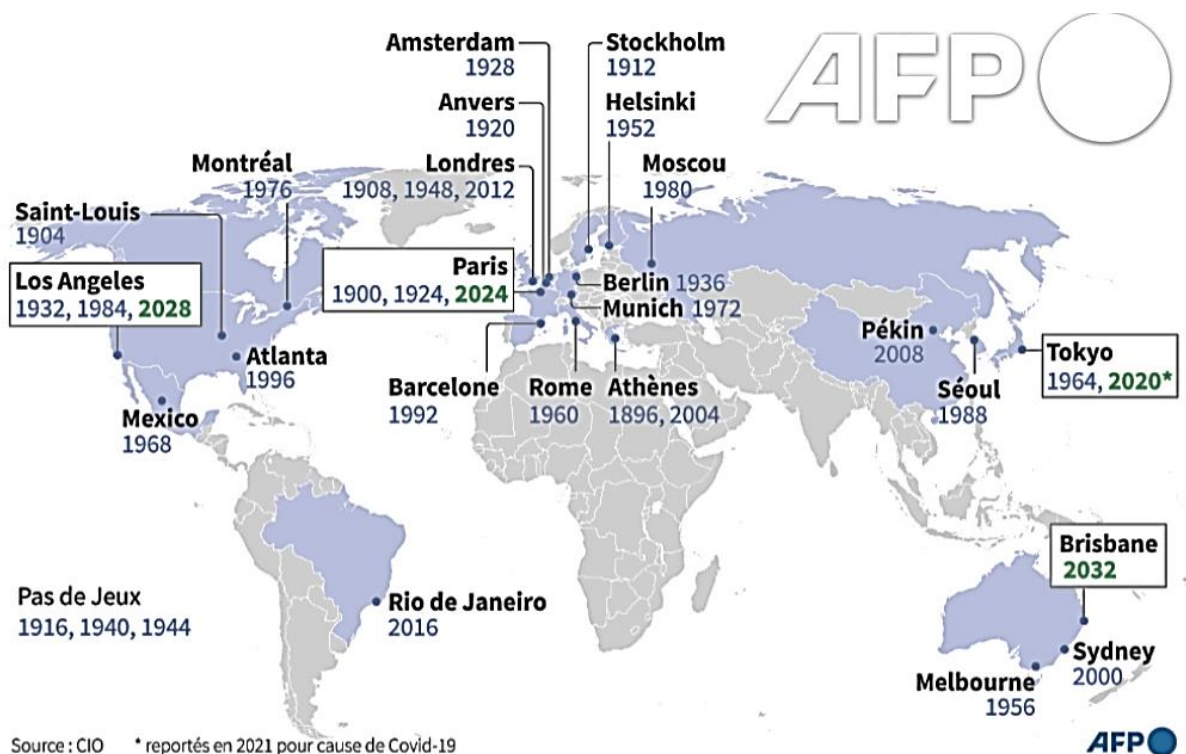 AFP
Amsterdam
1928
Stockholm
1912
Anvers
1920
Helsinki
1952
Montréal
1976
Londres
1908, 1948, 2012
Moscou
1980
Saint-Louis
1904
Los Angeles
1932, 1984, 2028
Paris
1900, 1924, 2024
Berlin 1936
Munich 1972
Atlanta
1996
Mexico
1968
Barcelone
1992
Rome
1960
Athènes
1896, 2004
Pékin
2008
Séoul
1988
Tokyo
1964, 2020*
Brisbane
2032
Pas de Jeux
1916, 1940, 1944
Rio de Janeiro
2016
Sydney
2000
Melbourne
1956
Source : CIO * reportés en 2021 pour cause de Covid-19
AFP